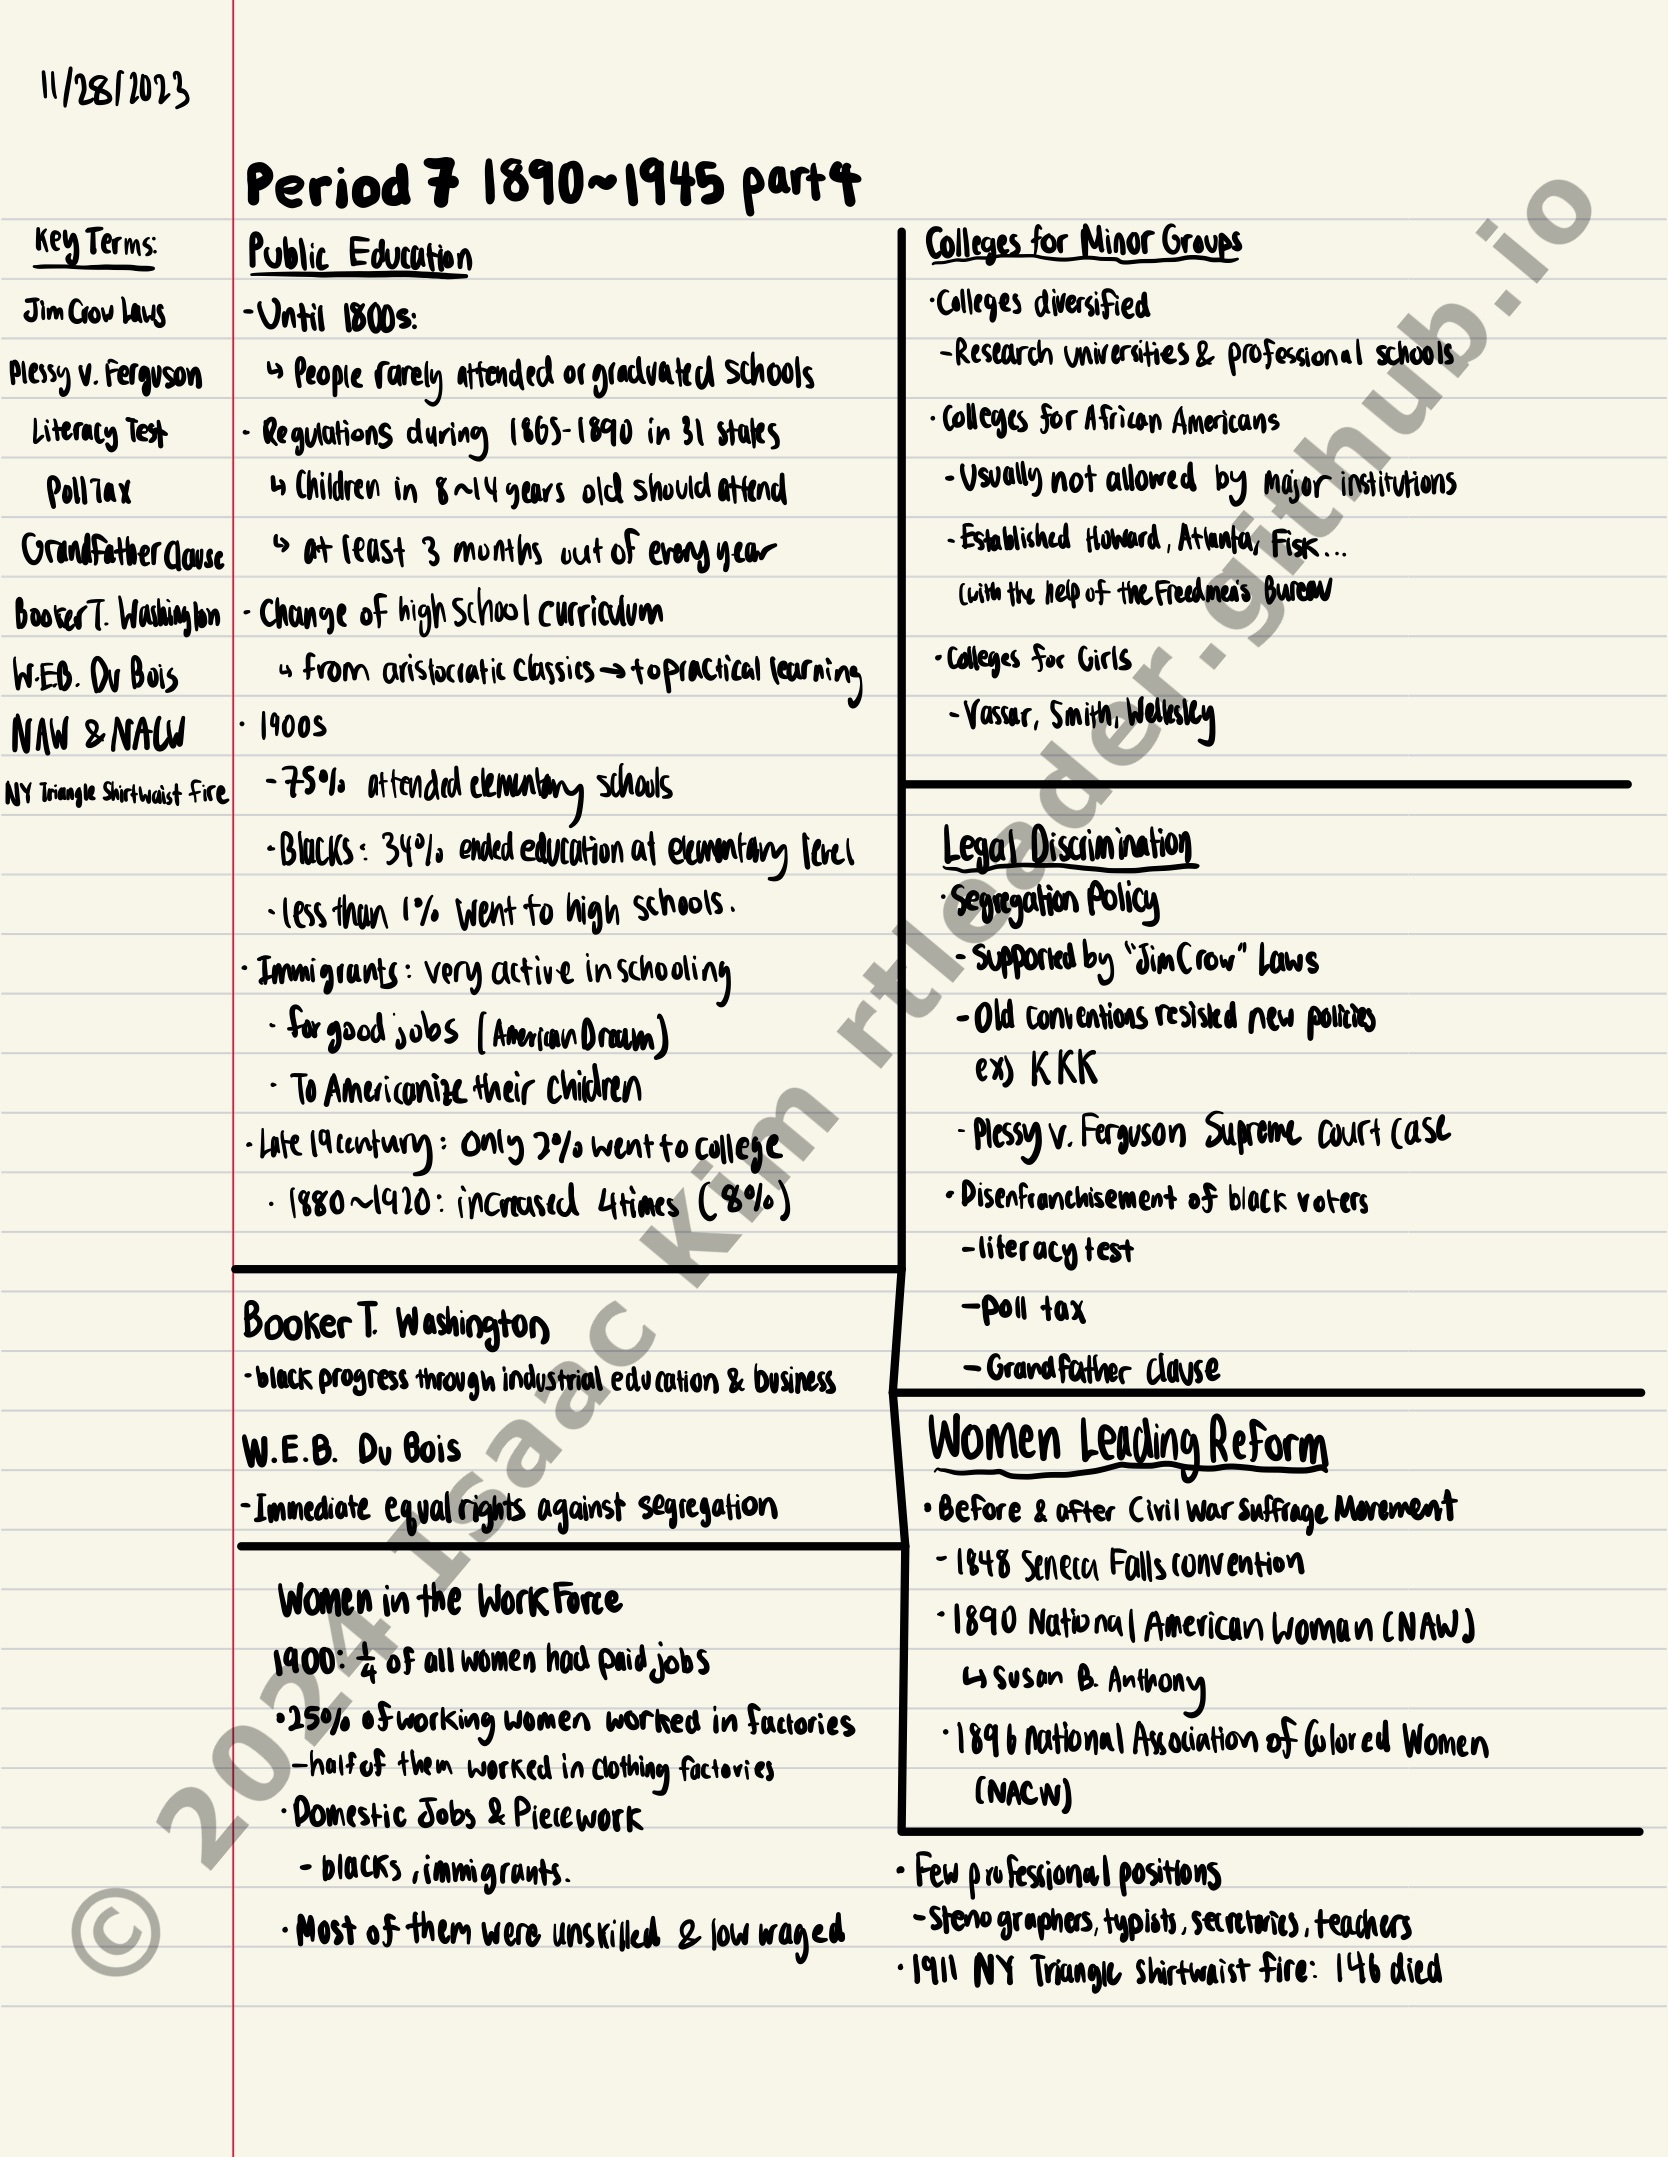 11/28/2023
Period 7 1890~1945 part 4
Key Terms:
Jim Crow Laws
Plessy v. Ferguson
Literacy Test
Poll Tax
Grandfather Clause
Booker T. Washington
W.E.B. Du Bois
NAW & NACW
NY Triangle Shirtwaist Fire
Public Education
-Until 1800s:
↳ People rarely attended or graduated schools
· Regulations during 1865-1890 in 31 states
↳ Children in 8~14 years old should attend
↳ at least 3 months out of every year
· Change of high school curriculum
↳ from aristocratic classics → to practical learning
· 1900s
-75% attended elementary schools
·Blacks: 34% ended education at elementary level
·less than 1% went to high schools.
· Immigrants: very active in schooling
· for good jobs (American Dream)
· To Americanize their children
·Late 19 century: Only 2% went to college
· 1880~1920: increased 4 times (8%)
Booker T. Washington
-black progress through industrial education & business
W.E.B. Du Bois
-Immediate equal rights against segregation
Women in the Work Force
1900: 1/4 of all women had paid jobs
·25% of working women worked in factories
-half of them worked in clothing factories
·Domestic Jobs & Piecework
- blacks, immigrants.
·Most of them were unskilled & low waged
Colleges for Minor Groups
·Colleges diversified
-Research universities & professional schools
·Colleges for African Americans
-Usually not allowed by major institutions
-Established Howard, Atlanta, Fisk...
(with the help of the Freedmen's Bureau
·Colleges for Girls
-Vassar, Smith, Wellesley
Legal Discrimination
·Segregation Policy
-Supported by "Jim Crow" Laws
-Old conventions resisted new policies
ex) KKK
-Plessy v. Ferguson Supreme court case
·Disenfranchisement of black voters
-literacy test
-poll tax
-Grandfather Clause
Women Leading Reform
·Before & after Civil War Suffrage Movement
-1848 Seneca Falls convention
·1890 National American Woman (NAW)
↳ Susan B. Anthony
·1896 National Association of Colored Women
(NACW)
· Few professional positions
-Stenographers, typists, secretaries, teachers
·1911 NY Triangle Shirtwaist fire: 146 died
© 2024 Isaac Kim rtleader.github.io